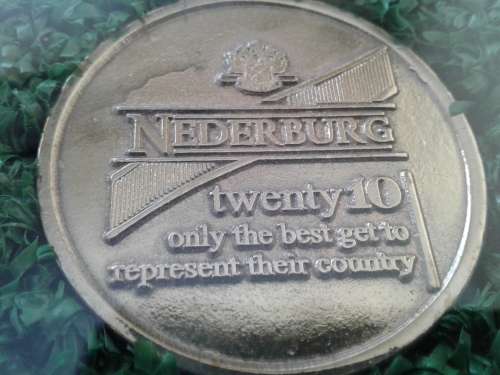 NEDERBURG
twenty10
only the best get to
represent their country